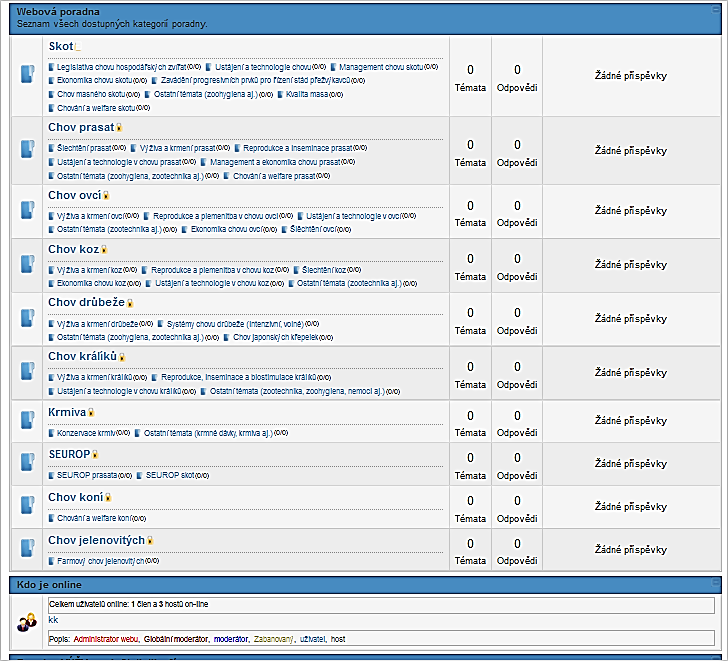 Webová poradna
Seznam všech dostupných kategorií poradny.
Skot
Legislativa chovu hospodářských zvířat(0/0) Ustájení a technologie chovu(0/0) Management chovu skotu(0/0)
Ekonomika chovu skotu(0/0) Zavádění progresivních prvků pro řízení stád přežvýkavců(0/0)
Chov masného skotu(0/0) Ostatní témata (zoohygiena aj.)(0/0) Kvalita masa(0/0)
Chování a welfare skotu(0/0)
0 0
Témata Odpovědi
Žádné příspěvky
Chov prasat
Šlechtění prasat(0/0) Výživa a krmení prasat(0/0) Reprodukce a inseminace prasat(0/0)
Ustájení a technologie v chovu prasat(0/0) Management a ekonomika chovu prasat(0/0)
Ostatní témata (zoohygiena, zootechnika aj.)(0/0) Chování a welfare prasat(0/0)
0 0
Témata Odpovědi
Žádné příspěvky
Chov ovcí
Výživa a krmení ovcí(0/0) Reprodukce a plemenitba v chovu ovcí(0/0) Ustájení a technologie v ovcí(0/0)
Ostatní témata (zootechnika aj.)(0/0) Ekonomika chovu ovcí(0/0) Šlechtění ovcí(0/0)
0 0
Témata Odpovědi
Žádné příspěvky
Chov koz
Výživa a krmení koz(0/0) Reprodukce a plemenitba v chovu koz(0/0) Šlechtění koz(0/0)
Ekonomika chovu koz(0/0) Ustájení a technologie v chovu koz(0/0) Ostatní témata (zootechnika aj.)(0/0)
0 0
Témata Odpovědi
Žádné příspěvky
Chov drůbeže
Výživa a krmení drůbeže(0/0) Systémy chovu drůbeže (intenzivní, volné)(0/0)
Ostatní témata (zoohygiena, zootechnika aj.)(0/0) Chov japonských křepelek(0/0)
0 0
Témata Odpovědi
Žádné příspěvky
Chov králíků
Výživa a krmení králíků(0/0) Reprodukce, inseminace a biostimulace králíků(0/0)
Ustájení a technologie v chovu králíků(0/0) Ostatní témata (zootechnika, zoohygiena, nemoci aj.)(0/0)
0 0
Témata Odpovědi
Žádné příspěvky
Krmiva
Konzervace krmiv(0/0) Ostatní témata (krmné dávky, krmiva aj.)(0/0)
0 0
Témata Odpovědi
Žádné příspěvky
SEUROP
SEUROP prasata(0/0) SEUROP skot(0/0)
0 0
Témata Odpovědi
Žádné příspěvky
Chov koní
Chování a welfare koní(0/0)
0 0
Témata Odpovědi
Žádné příspěvky
Chov jelenovitých
Farmový chov jelenovitých(0/0)
0 0
Témata Odpovědi
Žádné příspěvky
Kdo je online
Celkem uživatelů online: 1 člen a 3 hostů on-line
kk
Popis: Administrátor webu, Globální moderátor, moderátor, Zabanovaný, uživatel, host